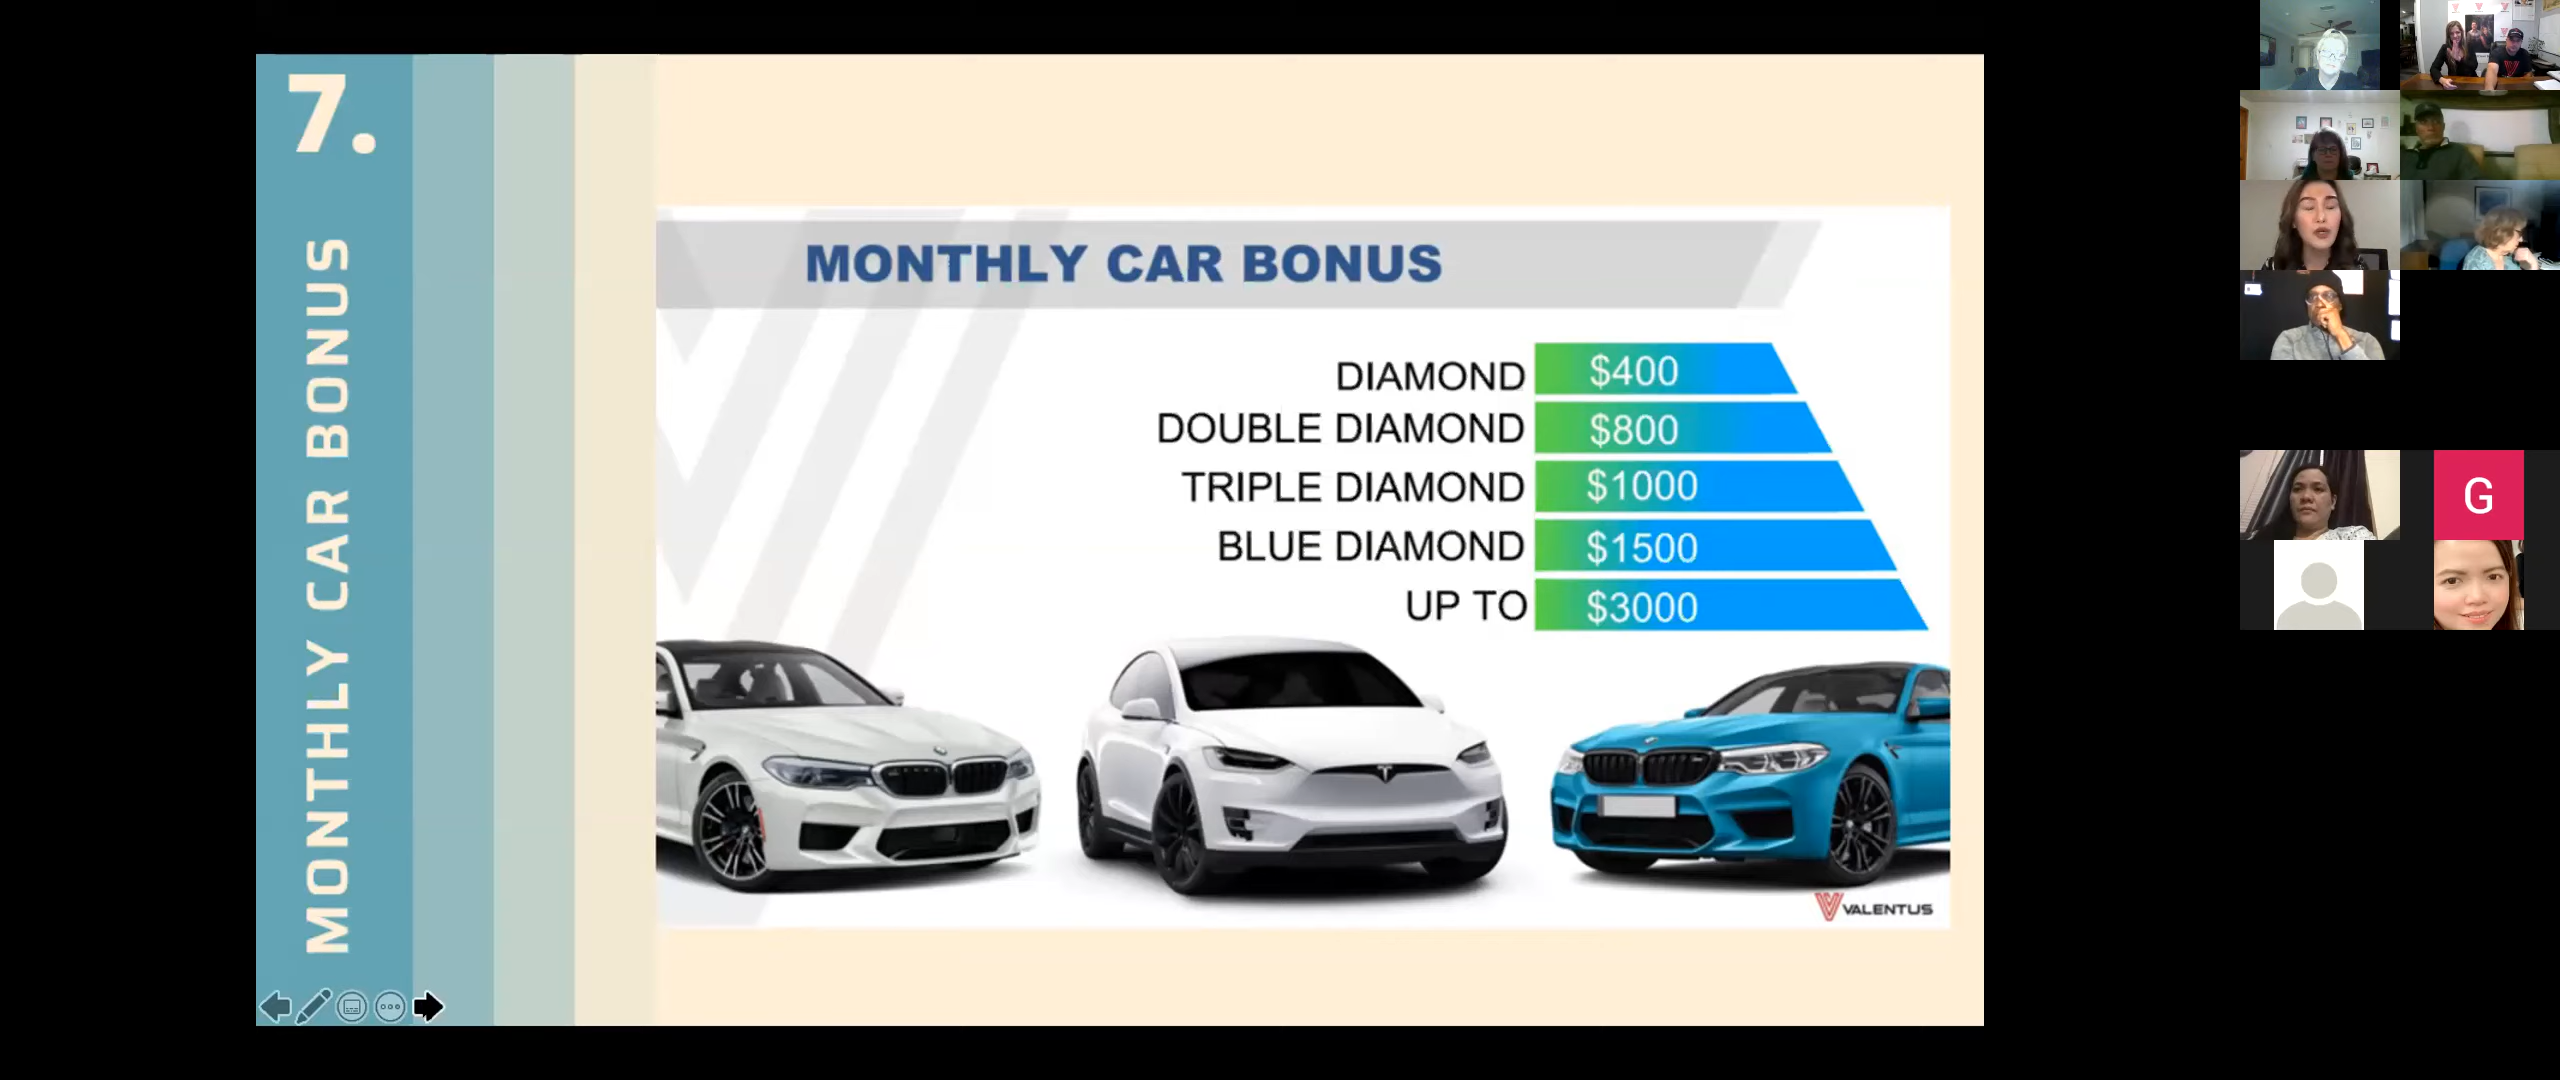 7.
MONTHLY CAR BONUS
MONTHLY CAR BONUS
DIAMOND $400
DOUBLE DIAMOND $800
TRIPLE DIAMOND $1000
BLUE DIAMOND $1500
UP TO $3000
VALENTUS
G